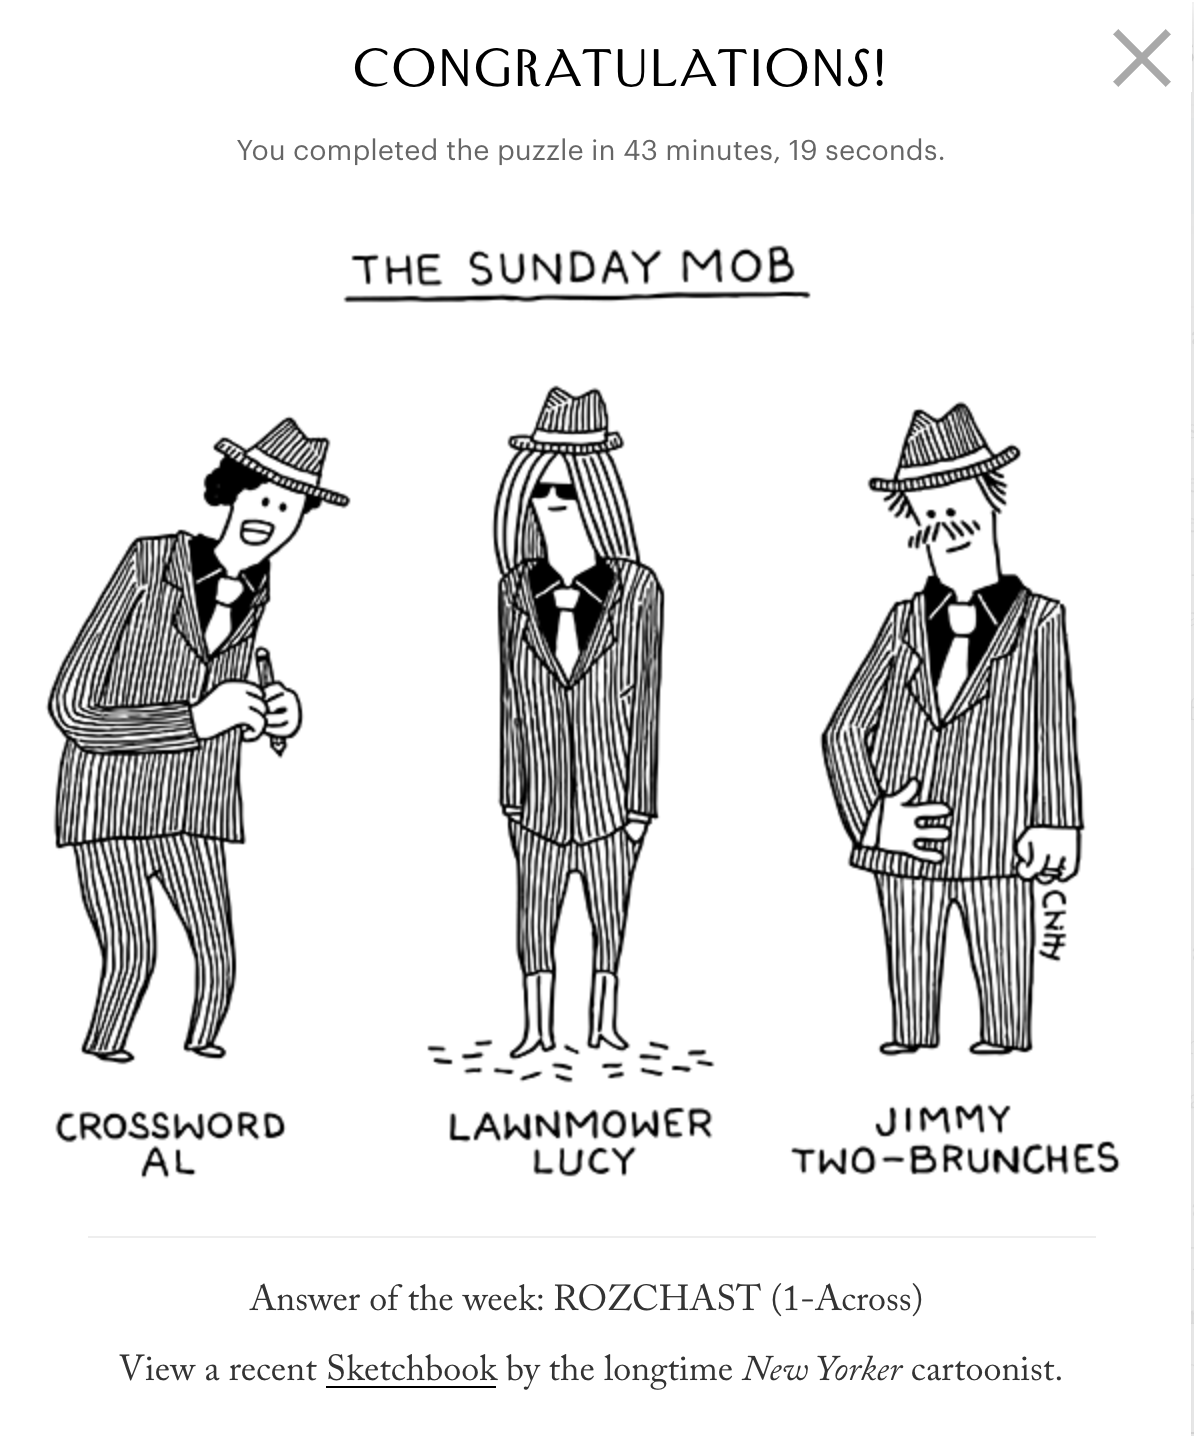 CONGRATULATIONS!
You completed the puzzle in 43 minutes, 19 seconds.
THE SUNDAY MOB
CROSSWORD
AL
LAWNMOWER
LUCY
JIMMY
TWO-BRUNCHES
Answer of the week: ROZCHAST (1-Across)
View a recent Sketchbook by the longtime New Yorker cartoonist.